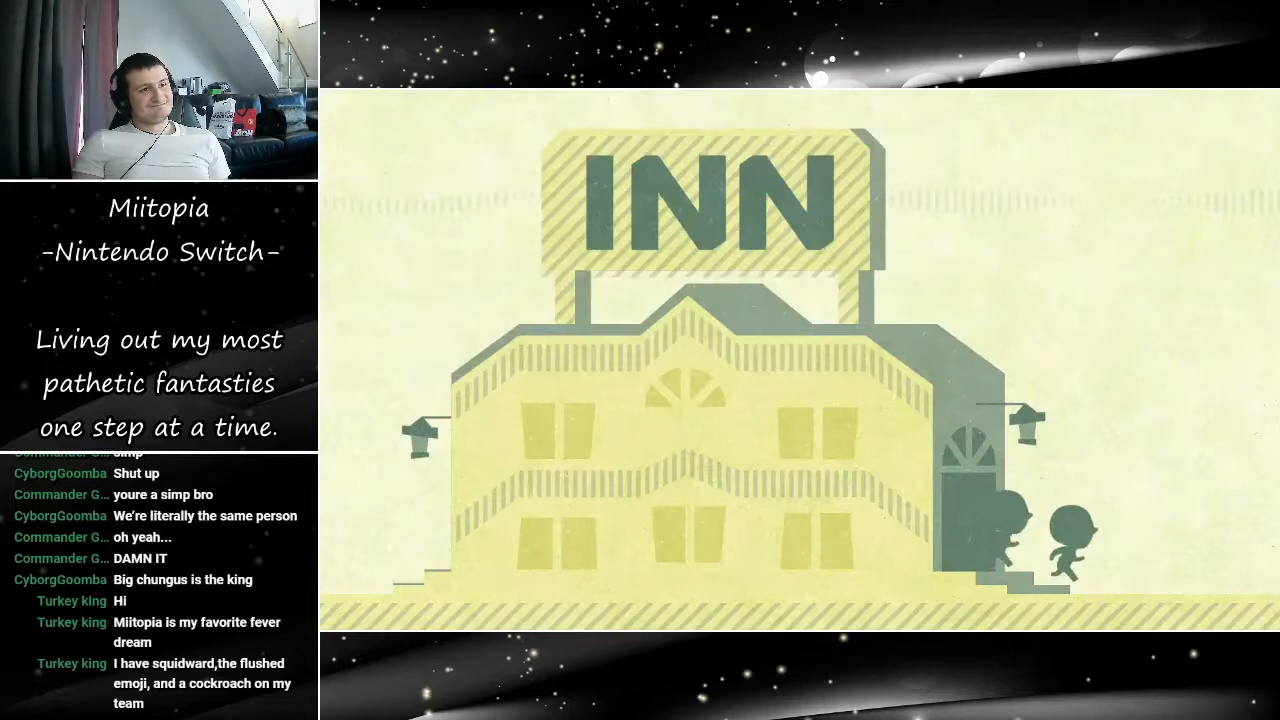 Miitopia
-Nintendo Switch-
Living out my most
pathetic fantasties
one step at a time.
INN
CyborgGoomba Shut up
Commander G... youre a simp bro
CyborgGoomba We're literally the same person
Commander G... oh yeah...
Commander G... DAMN IT
CyborgGoomba Big chungus is the king
Turkey king Hi
Turkey king Miitopia is my favorite fever
dream
Turkey king I have squidward,the flushed
emoji, and a cockroach on my
team